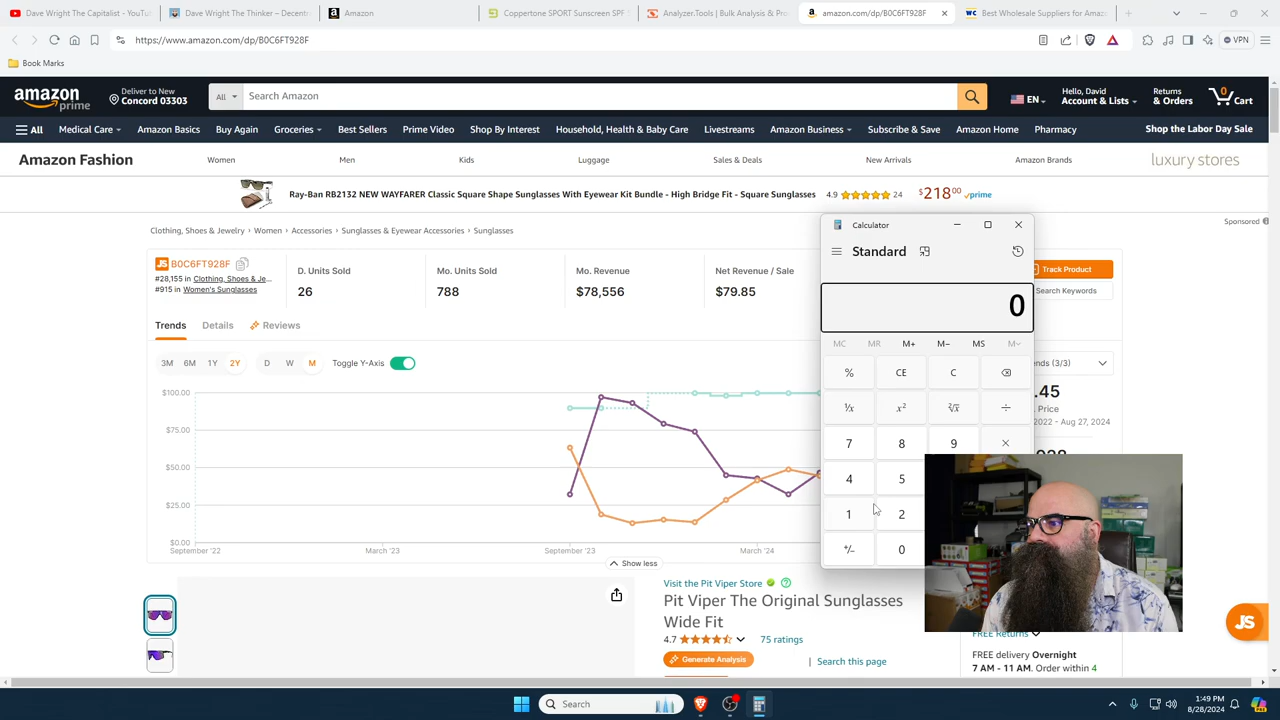 Dave Wright The Capitalist - YouTu
Dave Wright The Thinker – Decentr
Amazon
Coppertone SPORT Sunscreen SPF
Analyzer.Tools | Bulk Analysis & Pr
amazon.com/dp/B0C6FT928F
Best Wholesale Suppliers for Amaz
https://www.amazon.com/dp/B0C6FT928F
VPN
Book Marks
amazon prime
Deliver to New
Concord 03303
All
Search Amazon
EN
Hello, David
Account & Lists
Returns
& Orders
0
Cart
All
Medical Care
Amazon Basics
Buy Again
Groceries
Best Sellers
Prime Video
Shop By Interest
Household, Health & Baby Care
Livestreams
Amazon Business
Subscribe & Save
Amazon Home
Pharmacy
Shop the Labor Day Sale
Amazon Fashion
Women
Men
Kids
Luggage
Sales & Deals
New Arrivals
Amazon Brands
luxury stores
Ray-Ban RB2132 NEW WAYFARER Classic Square Shape Sunglasses With Eyewear Kit Bundle - High Bridge Fit - Square Sunglasses
4.9
24
$218 00
prime
Sponsored
Clothing, Shoes & Jewelry › Women › Accessories › Sunglasses & Eyewear Accessories › Sunglasses
JS B0C6FT928F
#28,155 in Clothing, Shoes & Je...
#915 in Women's Sunglasses
D. Units Sold
26
Mo. Units Sold
788
Mo. Revenue
$78,556
Net Revenue / Sale
$79.85
Track Product
Search Keywords
Trends
Details
Reviews
3M 6M 1Y 2Y
D W M
Toggle Y-Axis
ends (3/3)
.45
. Price
2022 - Aug 27, 2024
$100.00
$75.00
$50.00
$25.00
$0.00
September '22
March '23
September '23
March '24
Show less
Calculator
Standard
0
MC MR M+ M− MS M
% CE C
¹/x x² ²√x ÷
7 8 9 ×
4 5
1 2
+/− 0
Visit the Pit Viper Store
Pit Viper The Original Sunglasses
Wide Fit
4.7
75 ratings
Generate Analysis
| Search this page
FREE Returns
FREE delivery Overnight
7 AM - 11 AM. Order within 4
JS
Search
1:49 PM
8/28/2024